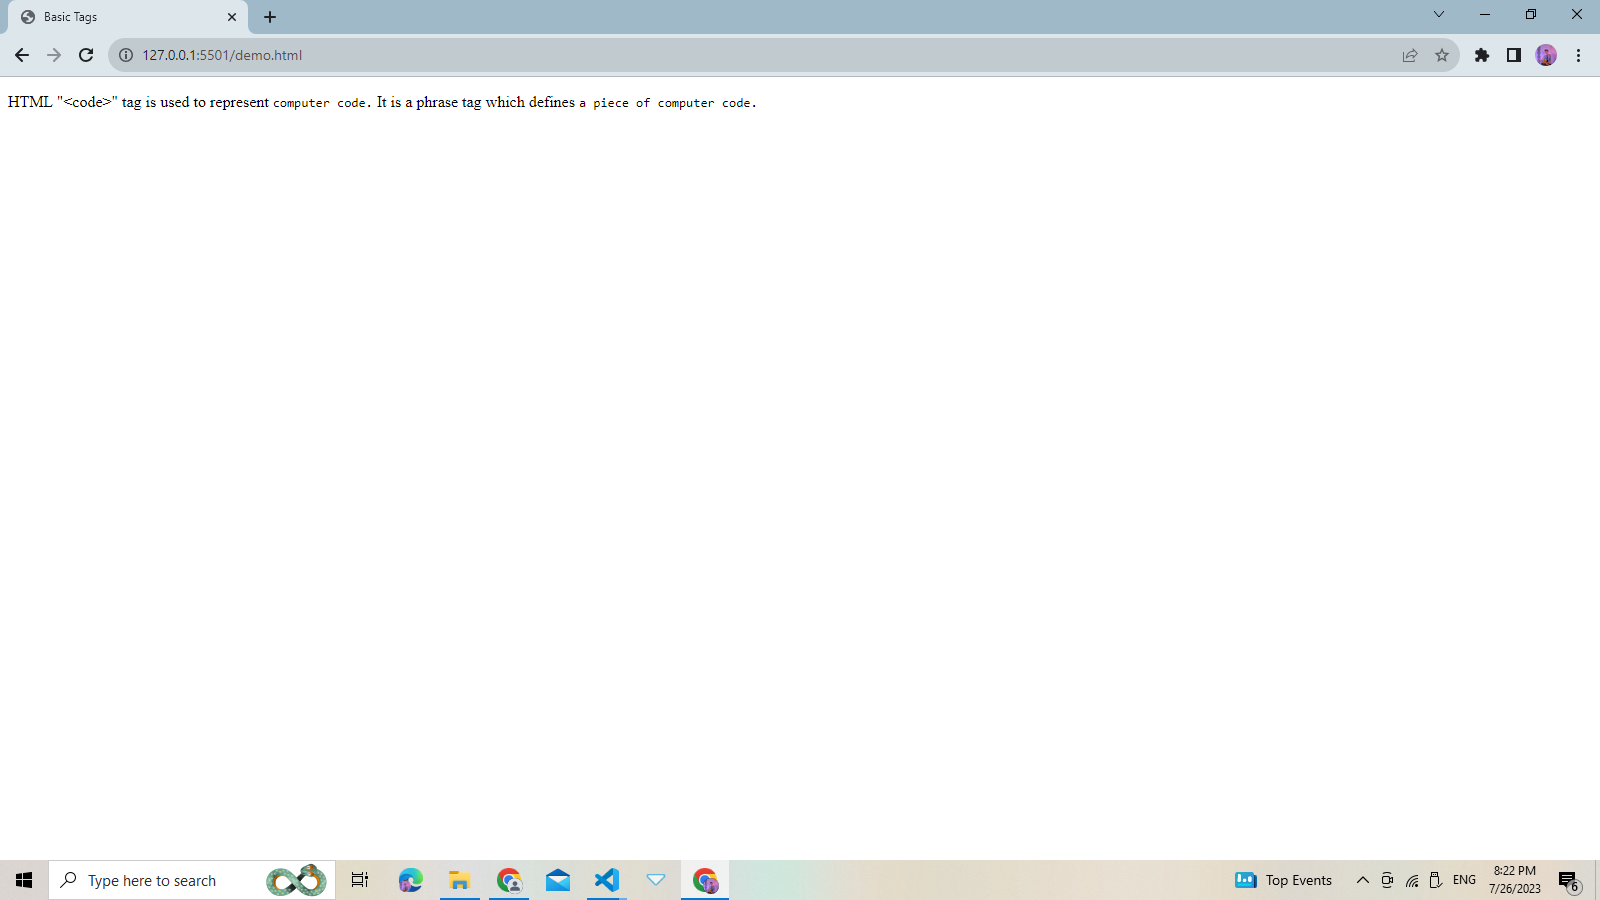 Basic Tags
127.0.0.1:5501/demo.html
HTML "<code>" tag is used to represent computer code. It is a phrase tag which defines a piece of computer code.
Type here to search
Top Events
ENG
8:22 PM
7/26/2023
6